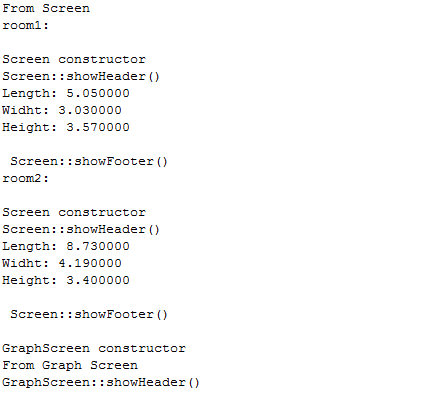 From Screen
room1:
Screen constructor
Screen::showHeader()
Length: 5.050000
Widht: 3.030000
Height: 3.570000
Screen::showFooter()
room2:
Screen constructor
Screen::showHeader()
Length: 8.730000
Widht: 4.190000
Height: 3.400000
Screen::showFooter()
GraphScreen constructor
From Graph Screen
GraphScreen::showHeader()